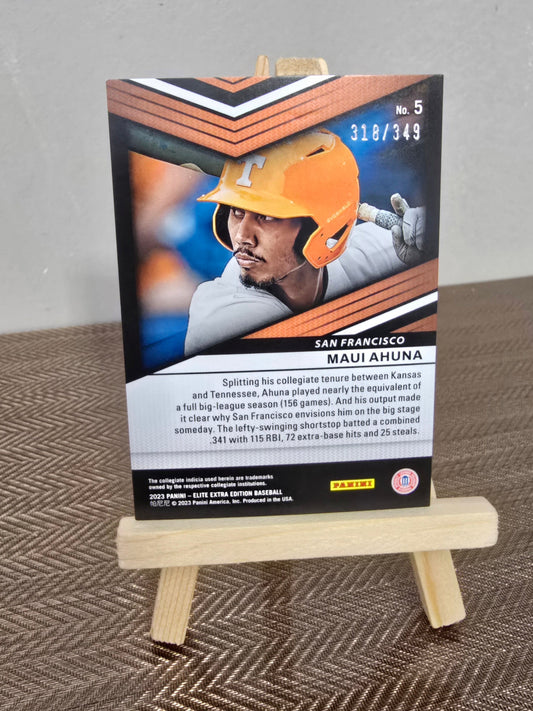 No. 5
318/349
T
SAN FRANCISCO
MAUI AHUNA
Splitting his collegiate tenure between Kansas
and Tennessee, Ahuna played nearly the equivalent of
a full big-league season (156 games). And his output made
it clear why San Francisco envisions him on the big stage
someday. The lefty-swinging shortstop batted a combined
.341 with 115 RBI, 72 extra-base hits and 25 steals.
The collegiate indicia used herein are trademarks
owned by the respective collegiate institutions.
PANINI
2023 PANINI – ELITE EXTRA EDITION BASEBALL
帕尼尼 © 2023 Panini America, Inc. Produced in the USA.